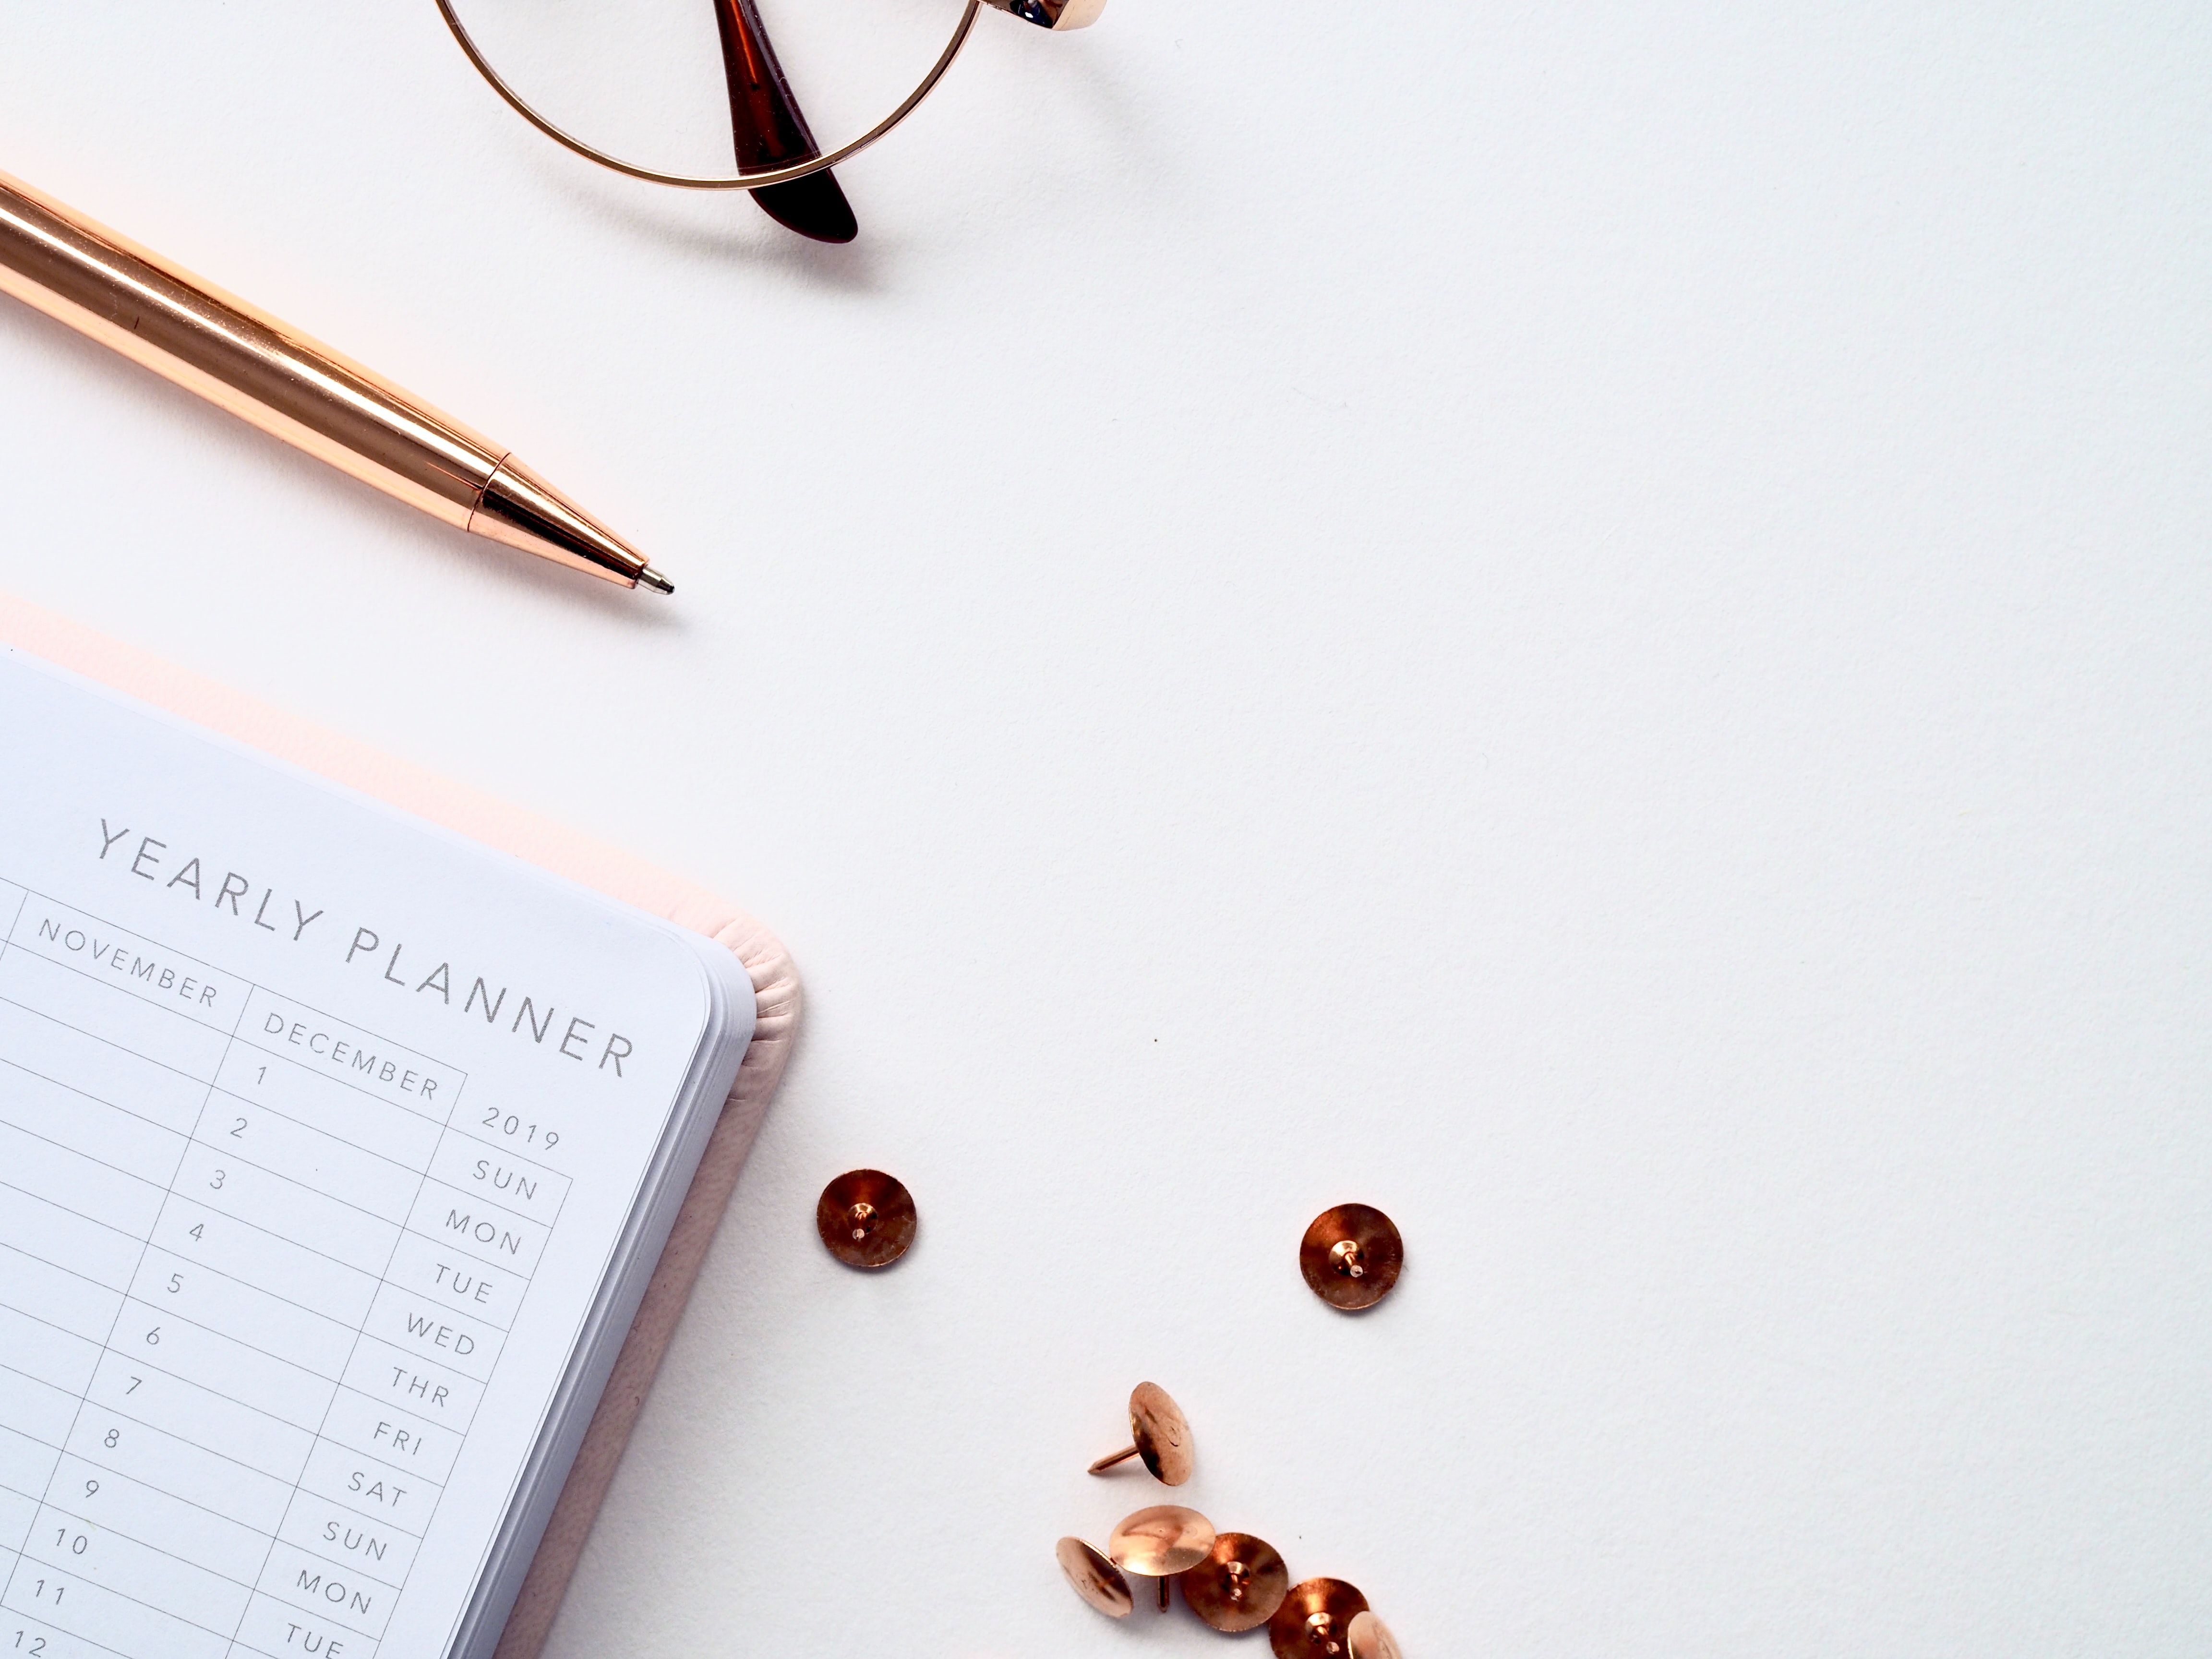 YEARLY PLANNER
NOVEMBER DECEMBER 2019
1 SUN
2 MON
3 TUE
4 WED
5 THR
6 FRI
7 SAT
8 SUN
9 MON
10 TUE
11
12